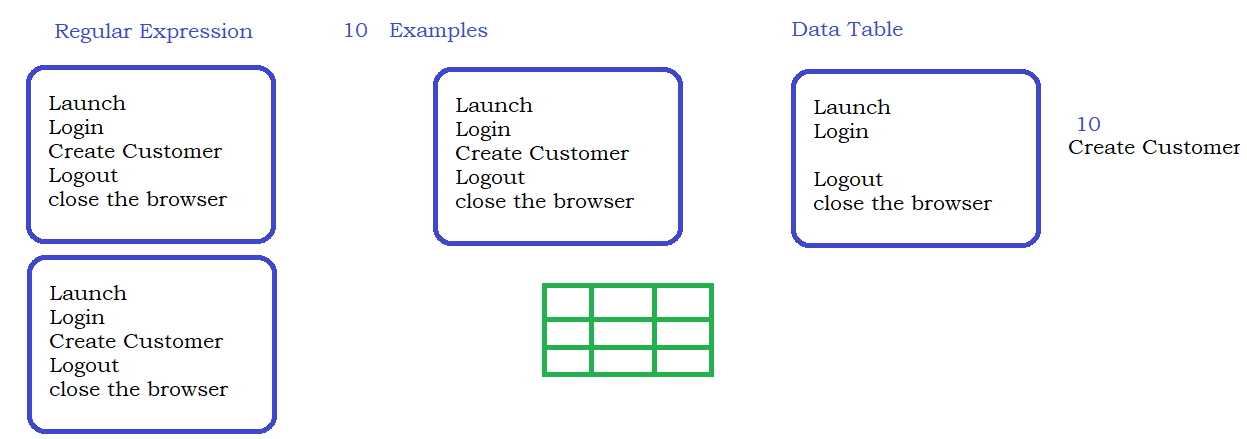 Regular Expression
Launch
Login
Create Customer
Logout
close the browser
Launch
Login
Create Customer
Logout
close the browser
10 Examples
Launch
Login
Create Customer
Logout
close the browser
Data Table
Launch
Login
Logout
close the browser
10
Create Customer